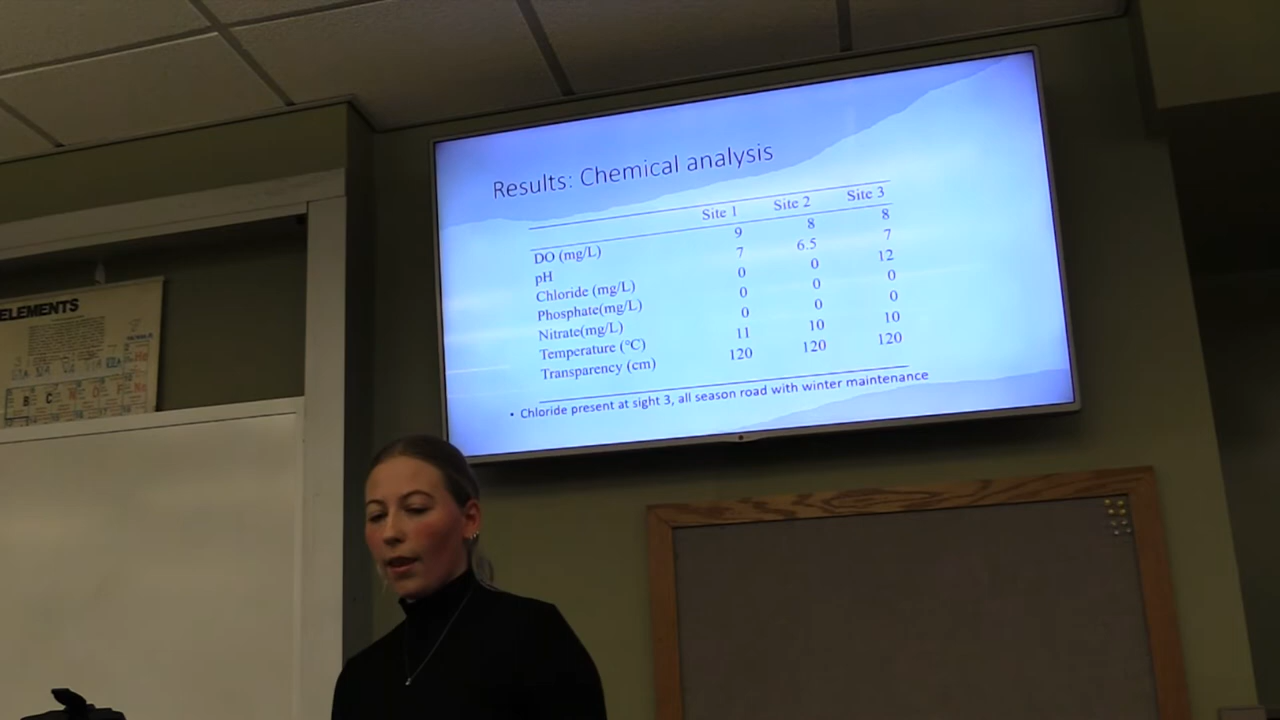 Results: Chemical analysis
Site 1 Site 2 Site 3
DO (mg/L) 9 8 8
pH 7 6.5 7
Chloride (mg/L) 0 0 12
Phosphate(mg/L) 0 0 0
Nitrate(mg/L) 0 0 0
Temperature (°C) 11 10 10
Transparency (cm) 120 120 120
• Chloride present at sight 3, all season road with winter maintenance
ELEMENTS
He
B C Ne